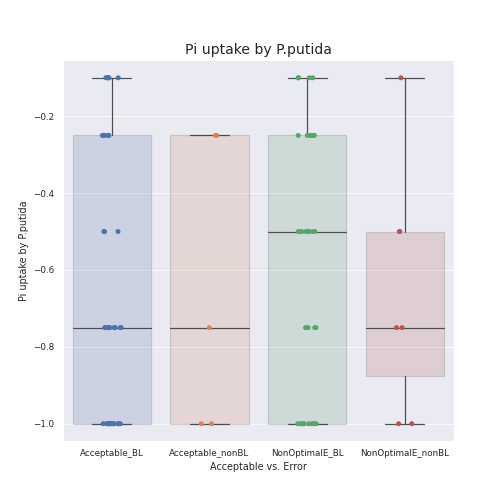 Pi uptake by P.putida
Pi uptake by P.putida
−0.2
−0.4
−0.6
−0.8
−1.0
Acceptable_BL
Acceptable_nonBL
NonOptimalE_BL
NonOptimalE_nonBL
Acceptable vs. Error